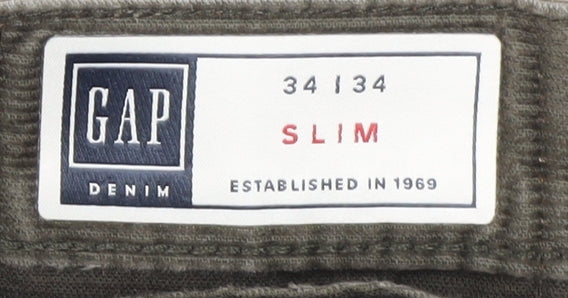 GAP
DENIM
34 | 34
SLIM
ESTABLISHED IN 1969